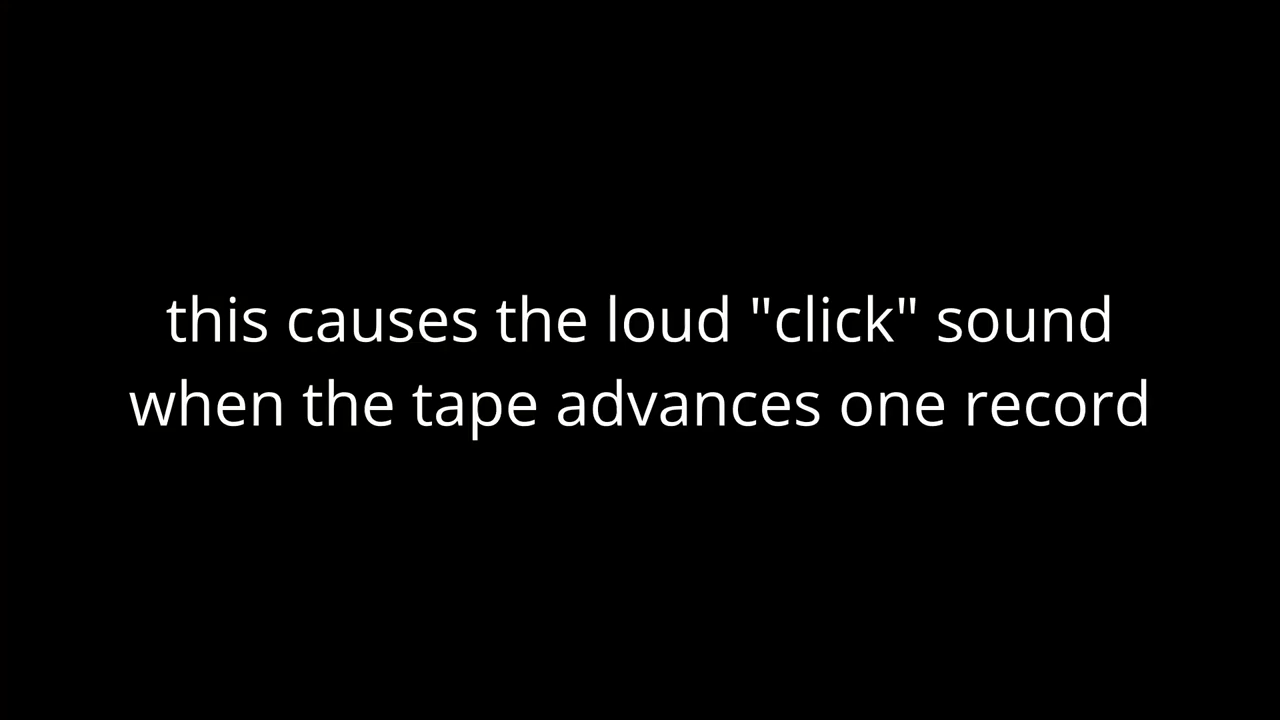 this causes the loud "click" sound
when the tape advances one record